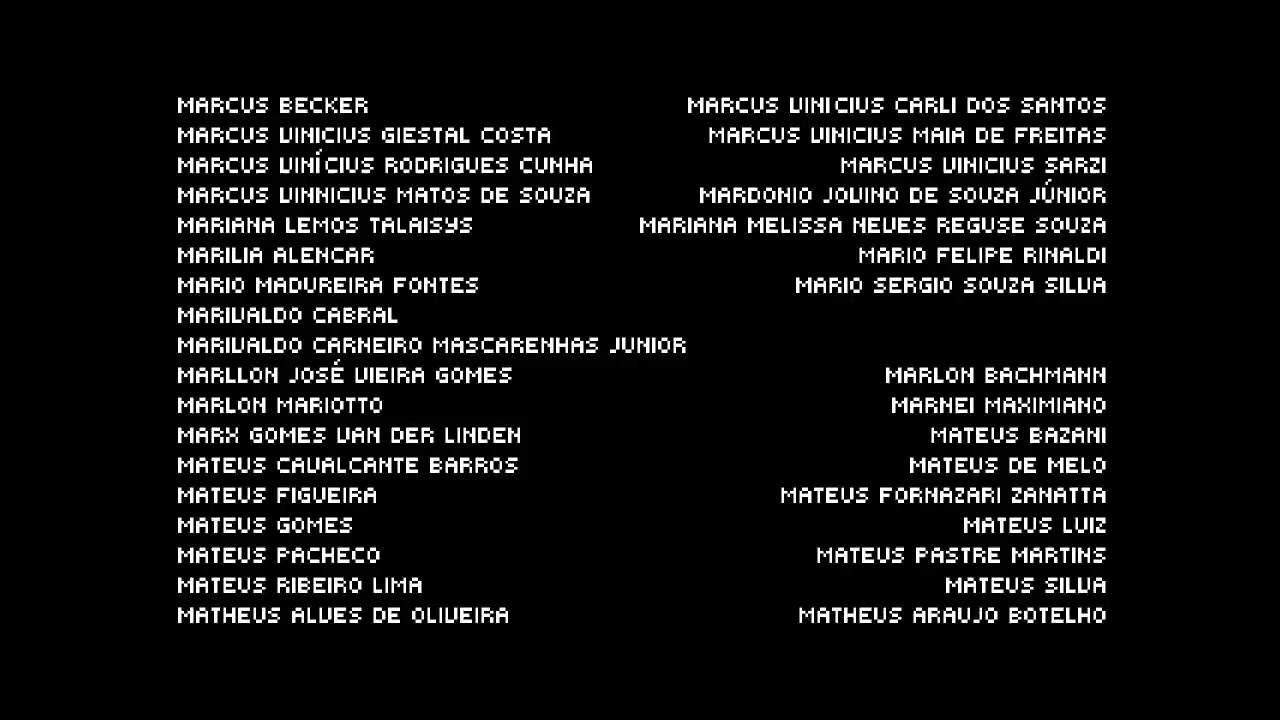 MARCUS BECKER
MARCUS VINICIUS CARLI DOS SANTOS
MARCUS VINICIUS GIESTAL COSTA
MARCUS VINICIUS MAIA DE FREITAS
MARCUS VINÍCIUS RODRIGUES CUNHA
MARCUS VINICIUS SARZI
MARCUS VINNICIUS MATOS DE SOUZA
MARDONIO JOVINO DE SOUZA JÚNIOR
MARIANA LEMOS TALAISYS
MARIANA MELISSA NEVES REGUSE SOUZA
MARILIA ALENCAR
MARIO FELIPE RINALDI
MARIO MADUREIRA FONTES
MARIO SERGIO SOUZA SILVA
MARIVALDO CABRAL
MARIVALDO CARNEIRO MASCARENHAS JUNIOR
MARLLON JOSÉ VIEIRA GOMES
MARLON BACHMANN
MARLON MARIOTTO
MARNEI MAXIMIANO
MARX GOMES VAN DER LINDEN
MATEUS BAZANI
MATEUS CAVALCANTE BARROS
MATEUS DE MELO
MATEUS FIGUEIRA
MATEUS FORNAZARI ZANATTA
MATEUS GOMES
MATEUS LUIZ
MATEUS PACHECO
MATEUS PASTRE MARTINS
MATEUS RIBEIRO LIMA
MATEUS SILVA
MATHEUS ALVES DE OLIVEIRA
MATHEUS ARAUJO BOTELHO